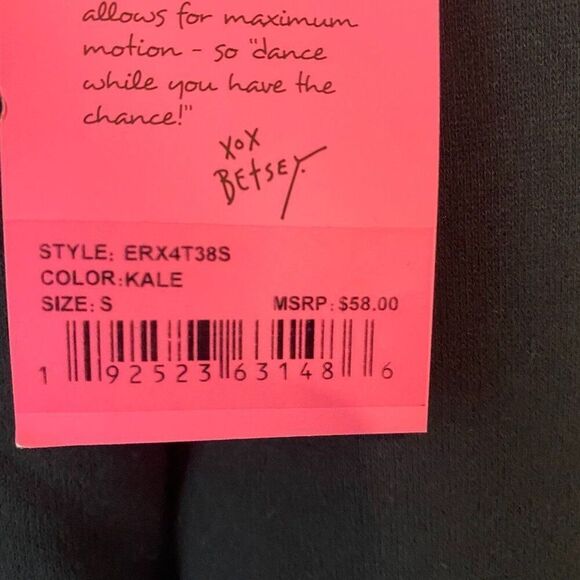 allows for maximum
motion - so "dance
while you have the
chance!"
XOX
BETSEY.
STYLE: ERX4T38S
COLOR:KALE
SIZE: S MSRP: $58.00
1 92523 63148 6